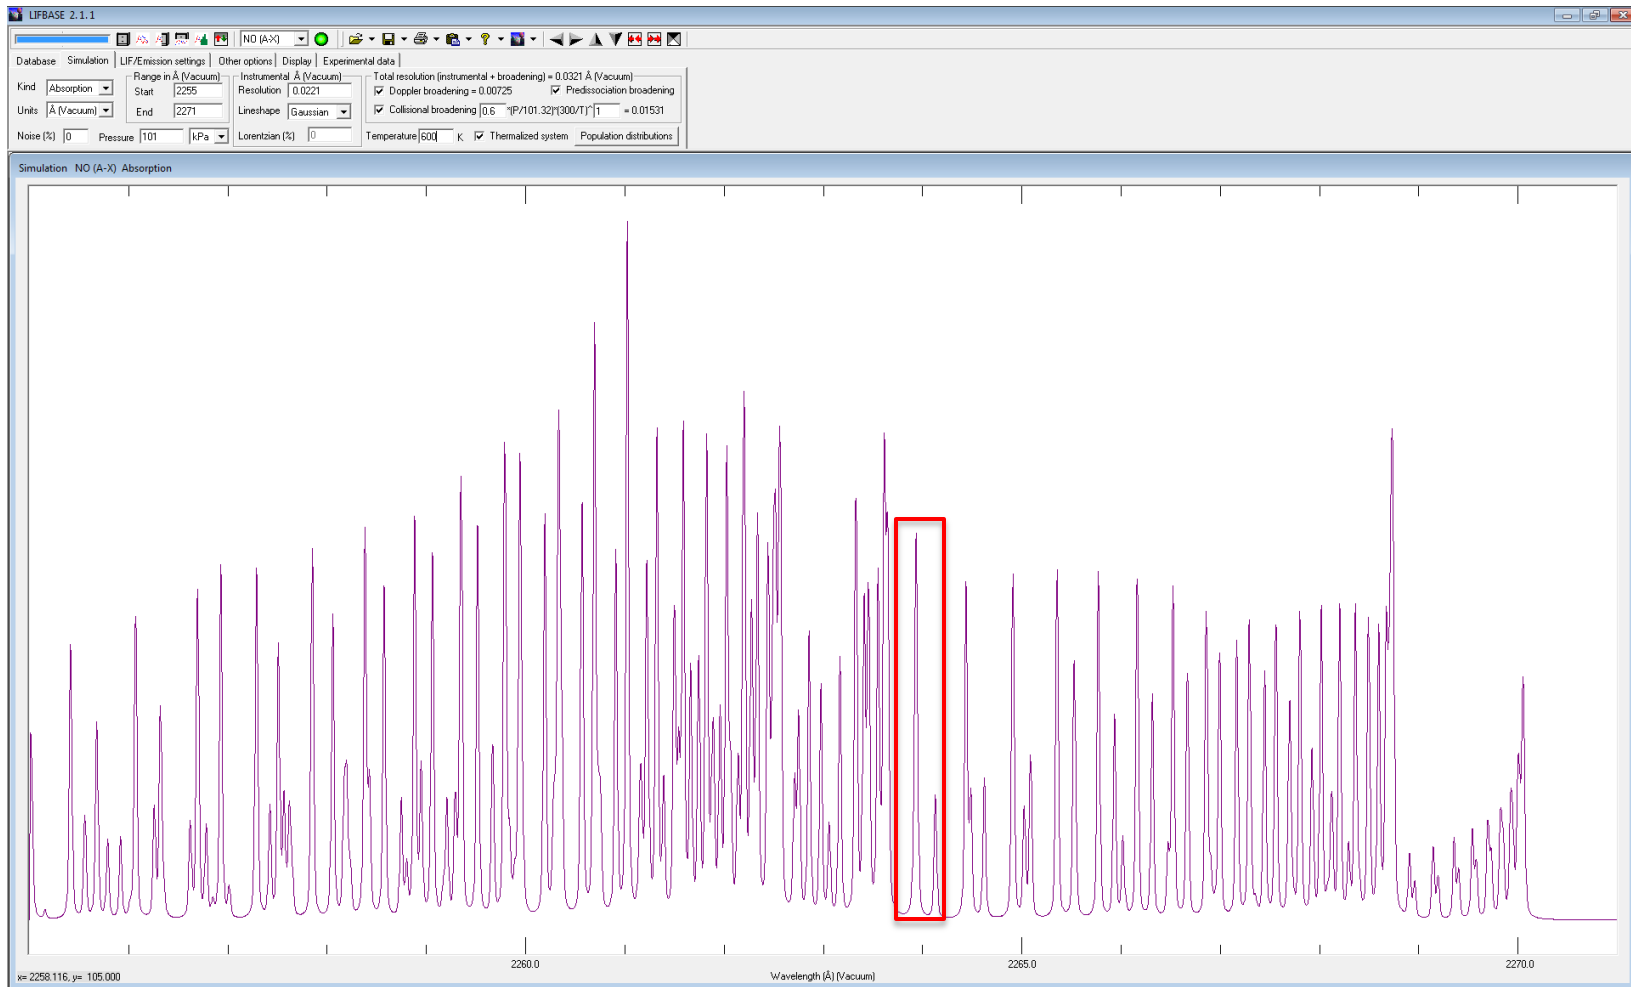 LIFBASE 2.1.1
NO (A-X)
Database Simulation LIF/Emission settings Other options Display Experimental data
Kind Absorption
Range in Å (Vacuum)
Start 2255
End 2271
Instrumental Å (Vacuum)
Resolution 0.0221
Lineshape Gaussian
Lorentzian (%) 0
Total resolution (instrumental + broadening) = 0.0321 Å (Vacuum)
Doppler broadening = 0.00725 Predissociation broadening
Collisional broadening 0.6 *(P/101.32)*(300/T)^ 1 = 0.01531
Units Å (Vacuum)
Noise (%) 0 Pressure 101 kPa
Temperature 600 K Thermalized system Population distributions
Simulation NO (A-X) Absorption
2260.0 2265.0 2270.0
Wavelength (Å) (Vacuum)
x= 2258.116, y= 105.000